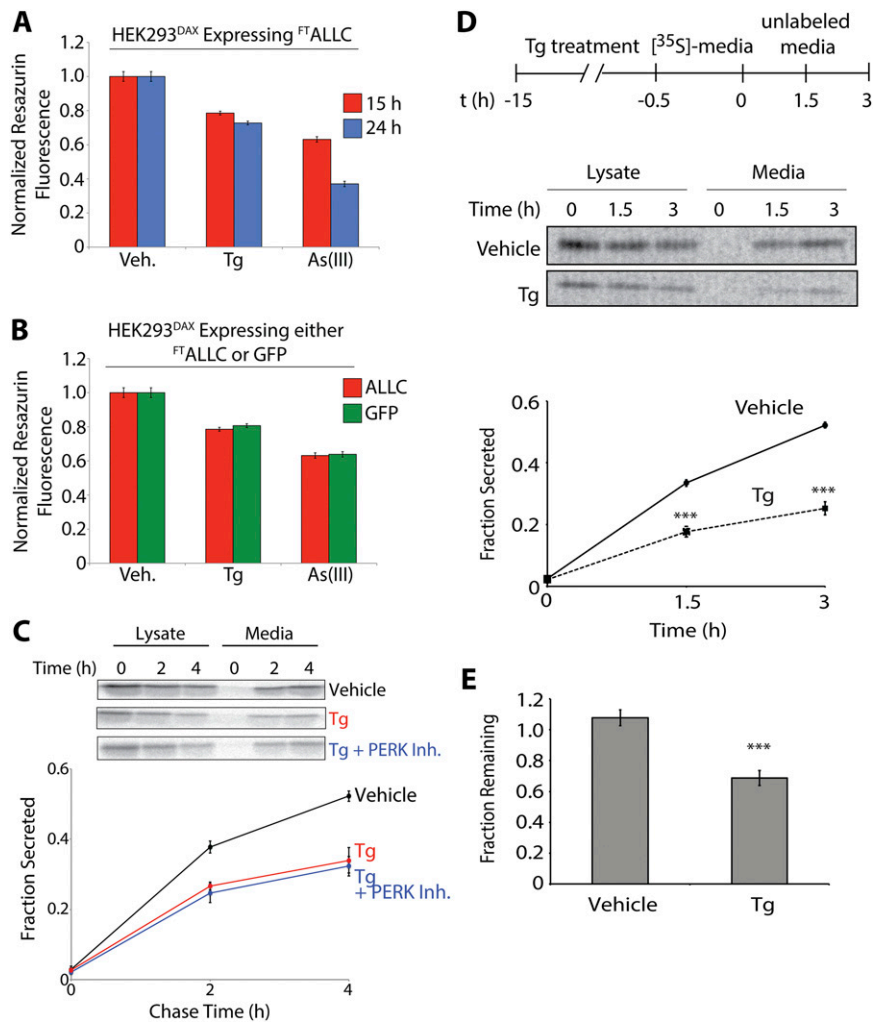 A
HEK293ᴰᴬˣ Expressing ᶠᵀALLC
Normalized Resazurin
Fluorescence
1.2
1.0
0.8
0.6
0.4
0.2
0
15 h
24 h
Veh. Tg As(III)
B
HEK293ᴰᴬˣ Expressing either
ᶠᵀALLC or GFP
Normalized Resazurin
Fluorescence
1.2
1.0
0.8
0.6
0.4
0.2
0
ALLC
GFP
Veh. Tg As(III)
C
Lysate Media
Time (h) 0 2 4 0 2 4
Vehicle
Tg
Tg + PERK Inh.
Fraction Secreted
0.6
0.4
0.2
0
Vehicle
Tg
Tg
+ PERK Inh.
0 2 4
Chase Time (h)
D
Tg treatment [³⁵S]-media unlabeled
media
t (h) -15 -0.5 0 1.5 3
Lysate Media
Time (h) 0 1.5 3 0 1.5 3
Vehicle
Tg
Fraction Secreted
0.6
0.4
0.2
0
Vehicle
Tg
***
***
0 1.5 3
Time (h)
E
Fraction Remaining
1.2
1.0
0.8
0.6
0.4
0.2
0
***
Vehicle Tg